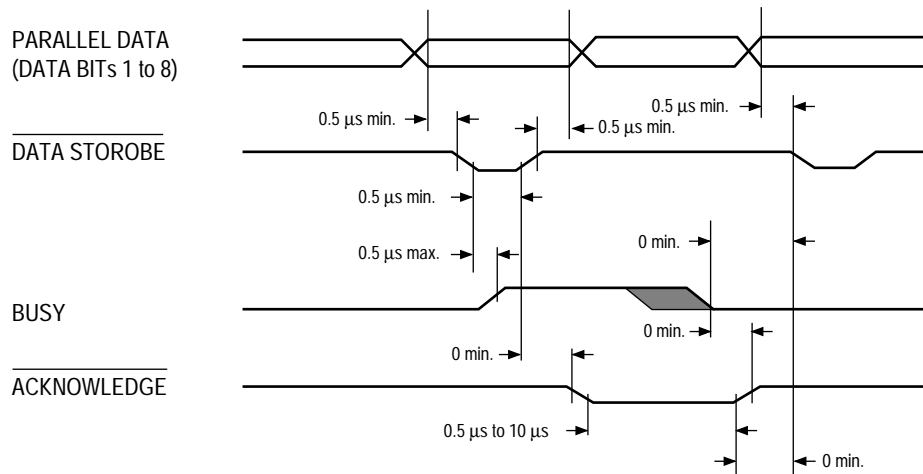 PARALLEL DATA
(DATA BITs 1 to 8)
0.5 µs min.
0.5 µs min.
0.5 µs min.
DATA STOROBE
0.5 µs min.
0.5 µs max.
0 min.
BUSY
0 min.
0 min.
ACKNOWLEDGE
0.5 µs to 10 µs
0 min.